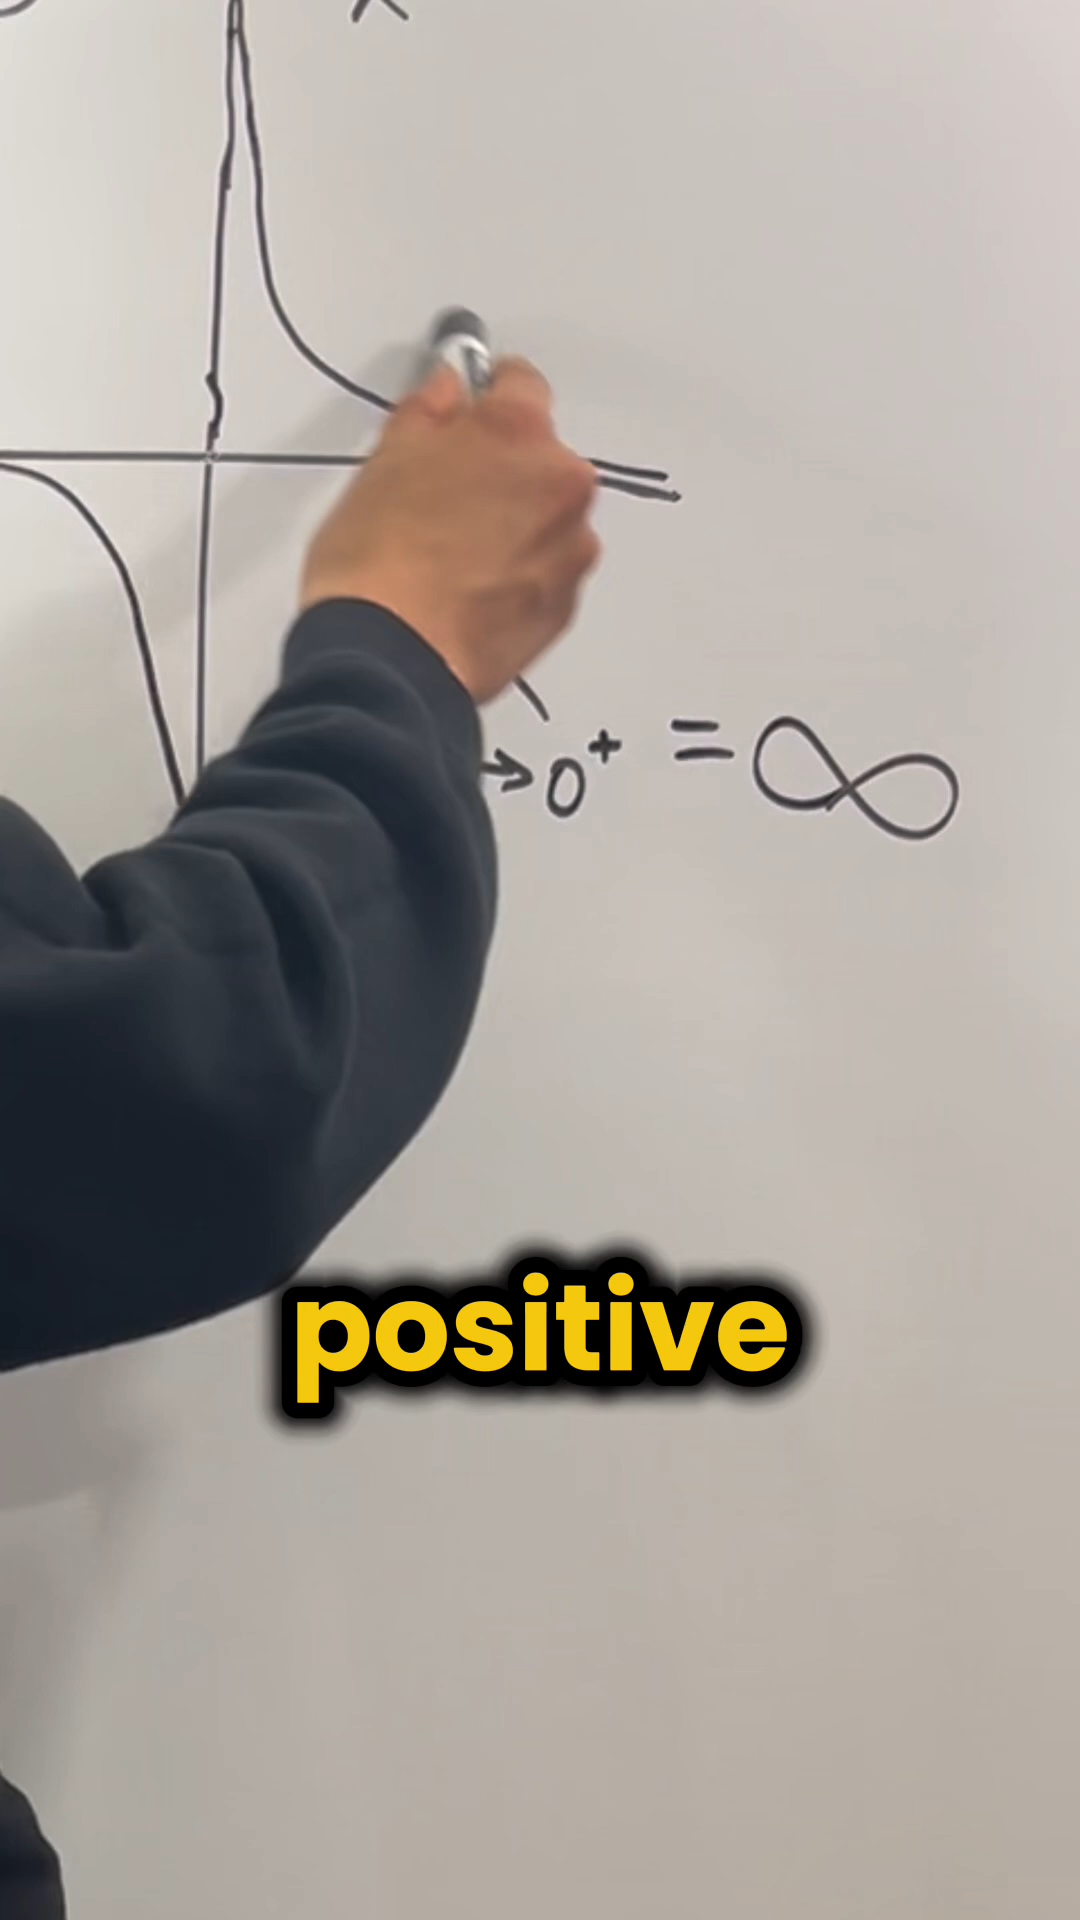 →0⁺ = ∞
positive